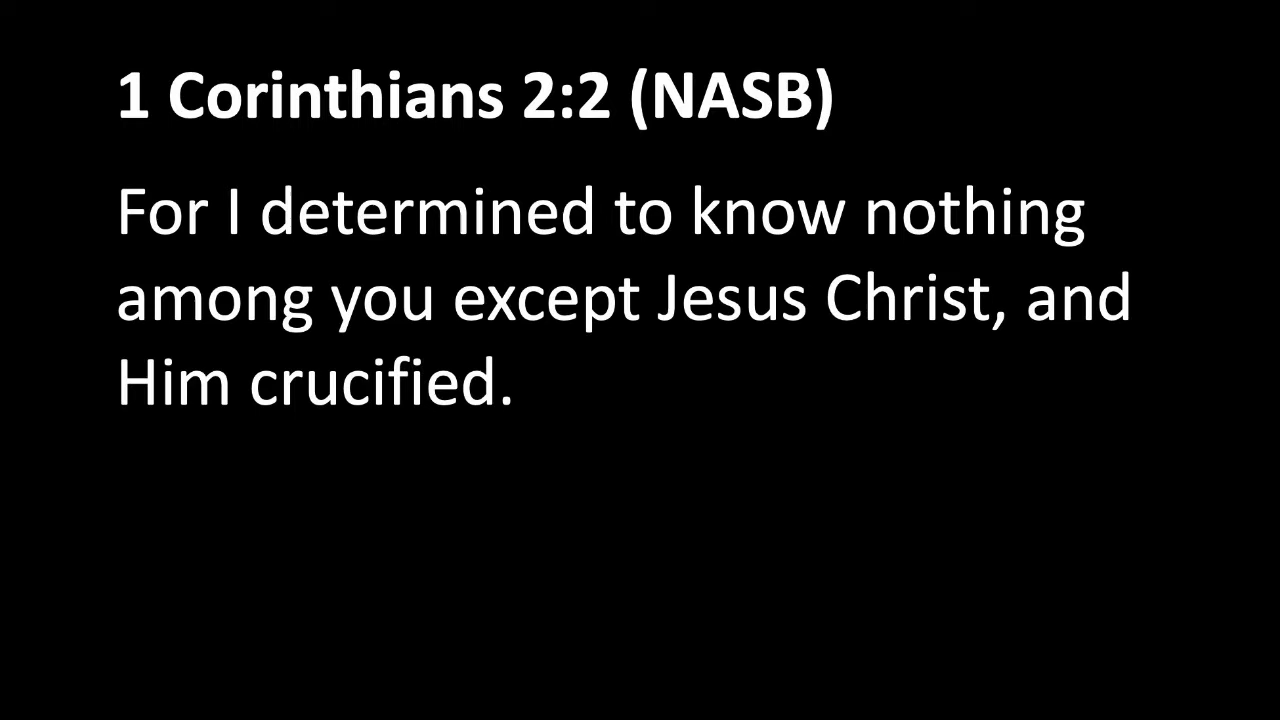 1 Corinthians 2:2 (NASB)
For I determined to know nothing
among you except Jesus Christ, and
Him crucified.